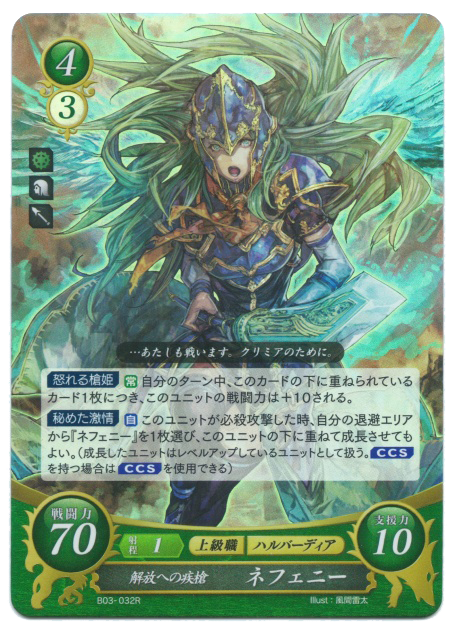 4
3
…あたしも戦います。クリミアのために。
怒れる槍姫 常 自分のターン中、このカードの下に重ねられている
カード1枚につき、このユニットの戦闘力は+10される。
秘めた激情 自 このユニットが必殺攻撃した時、自分の退避エリア
から『ネフェニー』を1枚選び、このユニットの下に重ねて成長させても
よい。(成長したユニットはレベルアップしているユニットとして扱う。CCS
を持つ場合はCCSを使用できる)
戦闘力
70
射程 1 上級職 ハルバーディア
支援力
10
解放への疾槍 ネフェニー
B03-032R Illust：風間雷太